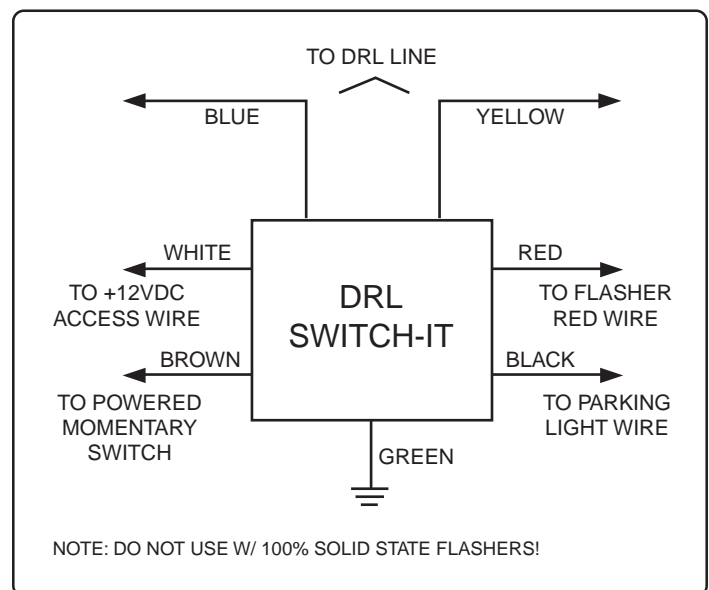 TO DRL LINE
BLUE
YELLOW
WHITE
RED
TO +12VDC
ACCESS WIRE
DRL
SWITCH-IT
TO FLASHER
RED WIRE
BROWN
BLACK
TO POWERED
MOMENTARY
SWITCH
TO PARKING
LIGHT WIRE
GREEN
NOTE: DO NOT USE W/ 100% SOLID STATE FLASHERS!